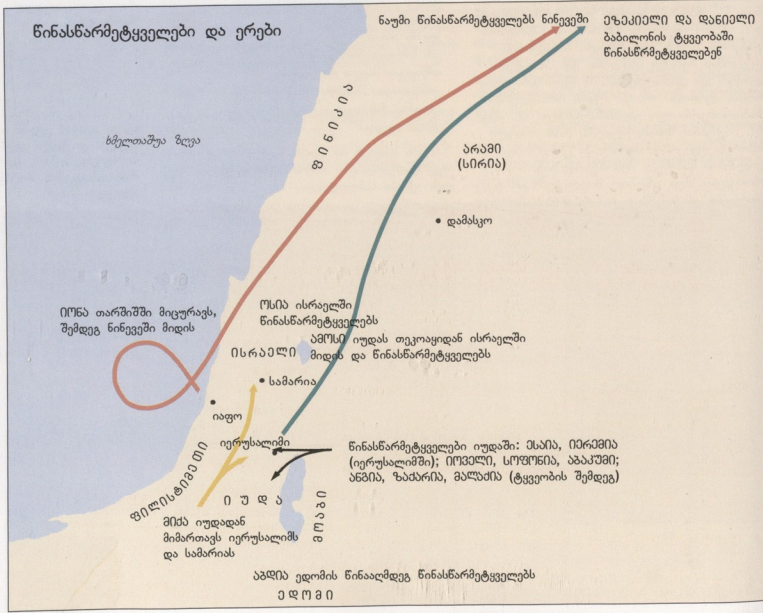 წინასწარმეტყველები და ერები
ნაუმი წინასწარმეტყველებს ნინევეში
ეზეკიელი და დანიელი
ბაბილონის ტყვეობაში
წინასწრმეტყველებენ
ფინიკია
ხმელთაშუა ზღვა
არამი
(სირია)
დამასკო
იონა თარშიშში მიცურავს,
შემდეგ ნინევეში მიდის
ოსია ისრაელში
წინასწარმეტყველებს
ამოსი იუდას თეკოაყიდან ისრაელში
მიდის და წინასწარმეტყველებს
ისრაელი
სამარია
იაფო
იერუსალიმი
წინასწარმეტყველები იუდაში: ესაია, იერემია
(იერუსალიმში); იოველი, სოფონია, აბაკუმი;
ანგია, ზაქარია, მალაქია (ტყვეობის შემდეგ)
ფილისტიმეთი
იუდა
მოაბი
მიქა იუდადან
მიმართავს იერუსალიმს
და სამარიას
აბდია ედომის წინააღმდეგ წინასწარმეტყველებს
ედომი